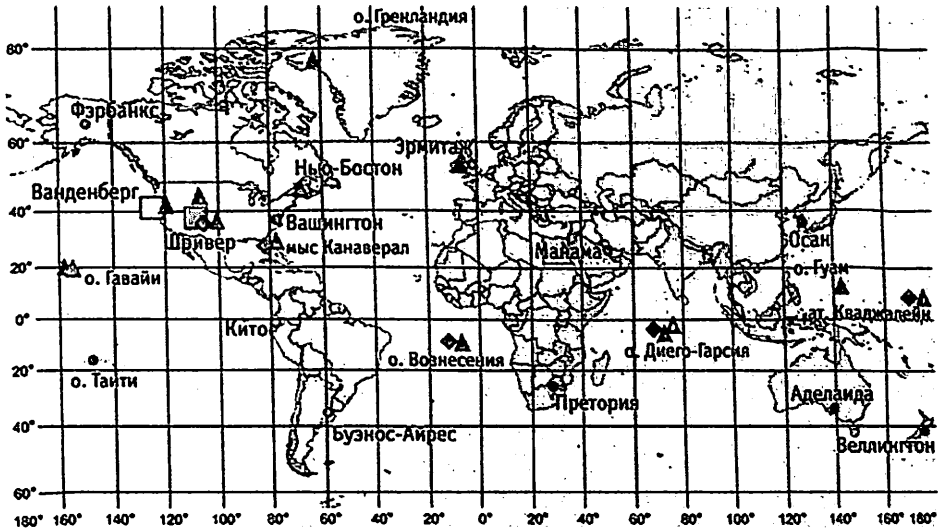 о. Гренландия
80°
Фэрбанкс
60°
Эрмитаж
Нью-Бостон
Ванденберг
40°
Вашингтон
Шривер
мыс Канаверал
Манама
Осан
20°
о. Гавайи
о. Гуам
0°
Кито
ат. Кваджалейн
о. Вознесения
о. Диего-Гарсия
20°
о. Таити
Претория
Аделаида
40°
Буэнос-Айрес
Веллингтон
60°
180° 160° 140° 120° 100° 80° 60° 40° 20° 0° 20° 40° 60° 80° 100° 120° 140° 160° 180°